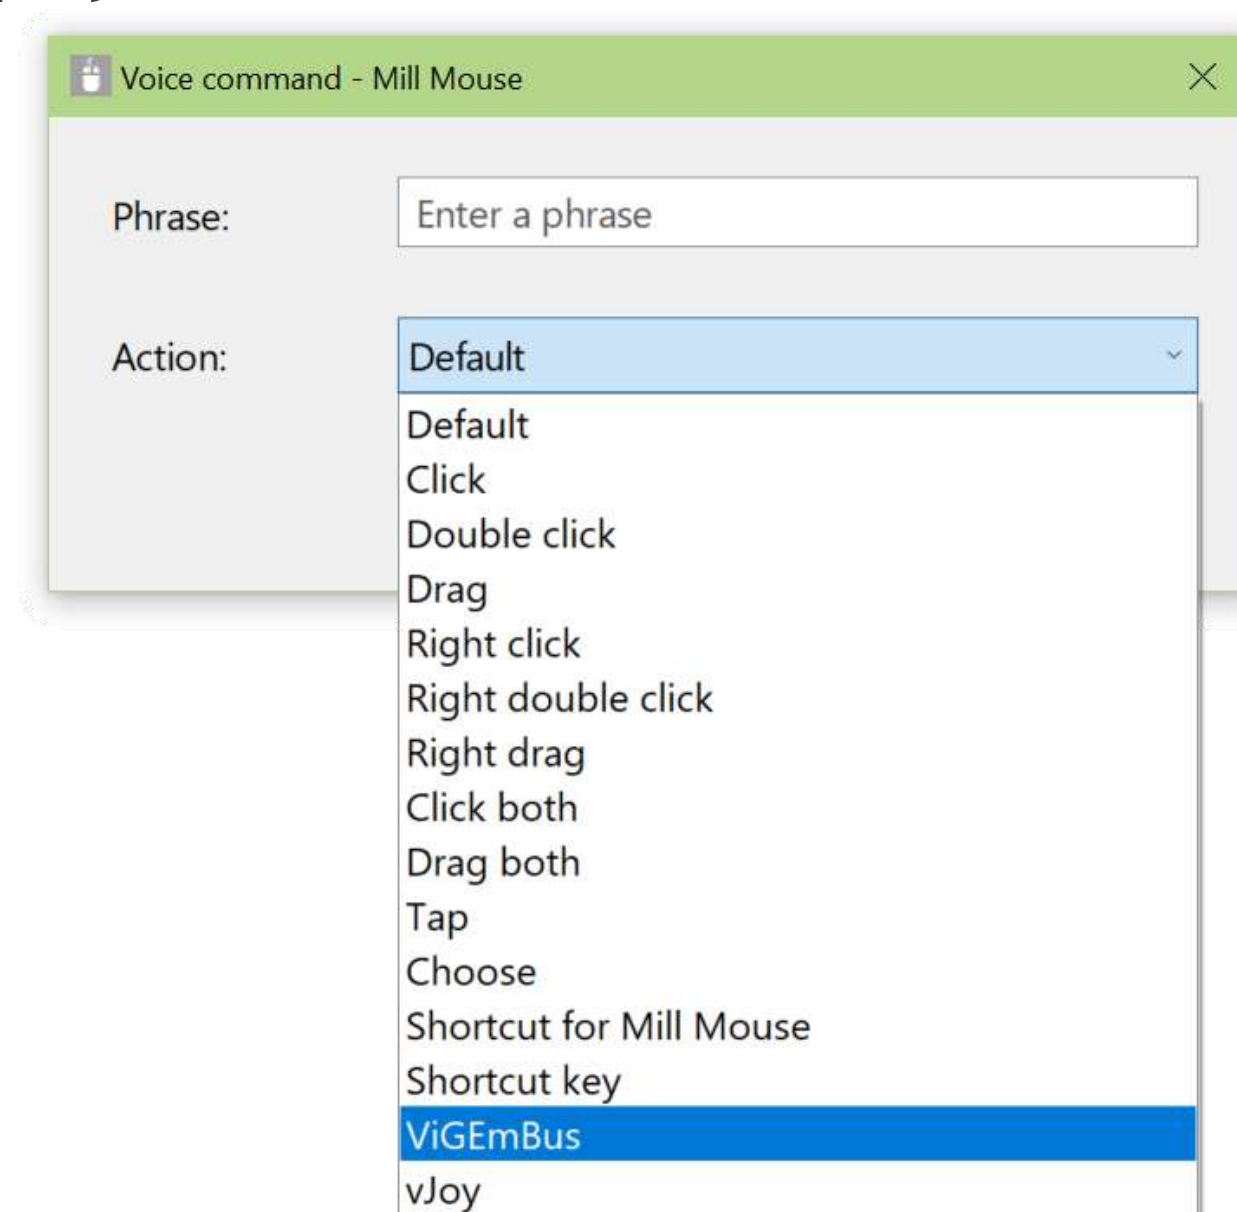 Voice command - Mill Mouse
Phrase: Enter a phrase
Action: Default
Default
Click
Double click
Drag
Right click
Right double click
Right drag
Click both
Drag both
Tap
Choose
Shortcut for Mill Mouse
Shortcut key
ViGEmBus
vJoy